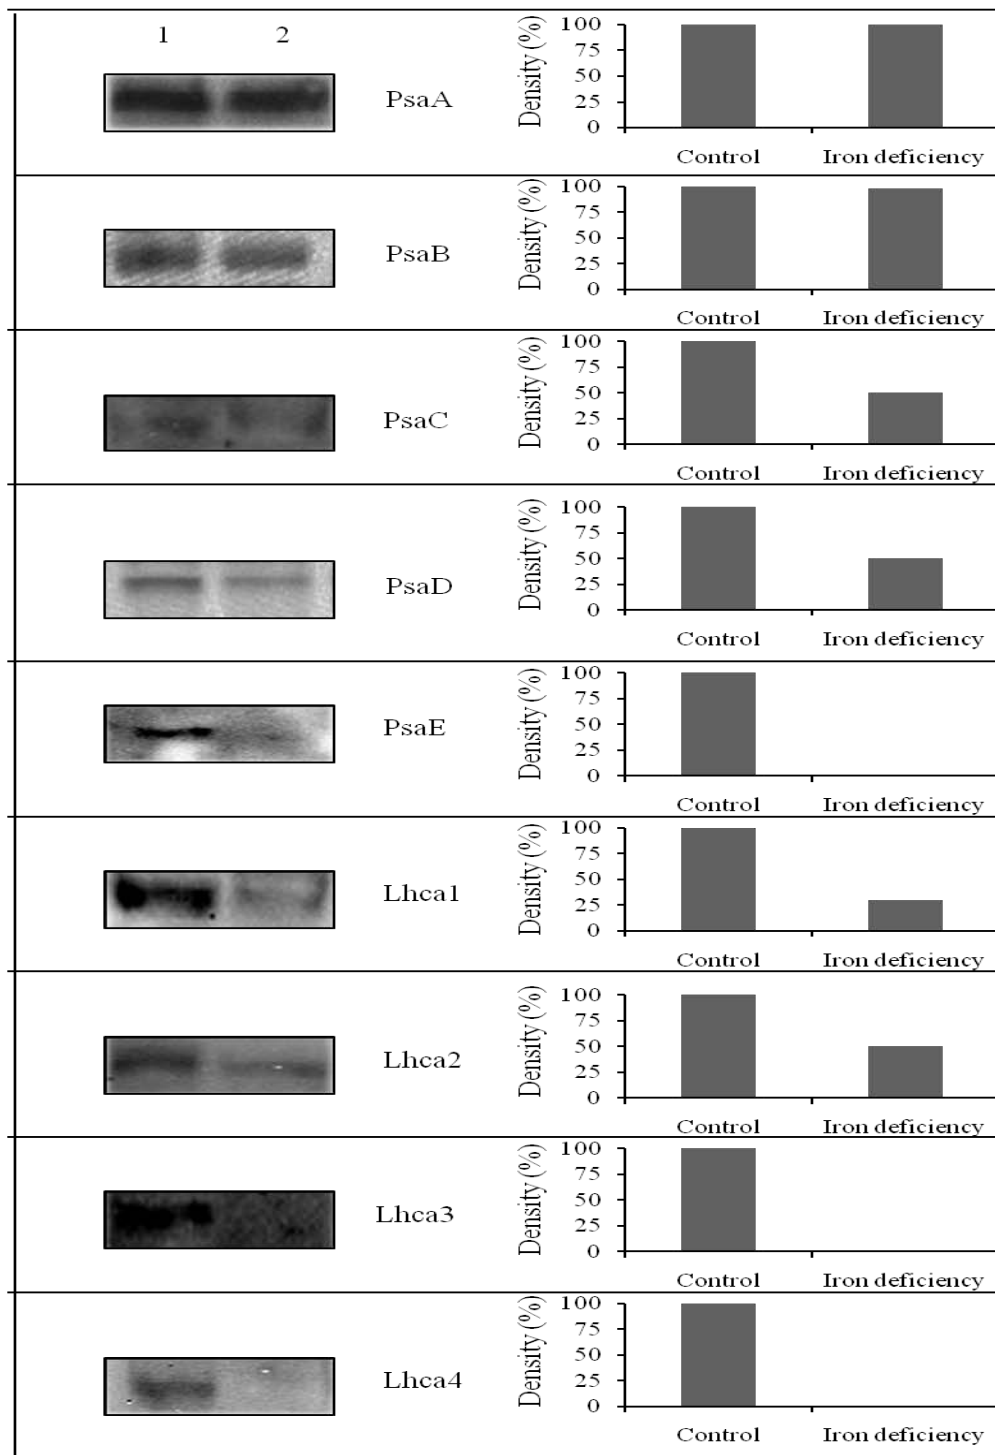 1 2
PsaA
Density (%)
100
75
50
25
0
Control Iron deficiency
PsaB
Density (%)
100
75
50
25
0
Control Iron deficiency
PsaC
Density (%)
100
75
50
25
0
Control Iron deficiency
PsaD
Density (%)
100
75
50
25
0
Control Iron deficiency
PsaE
Density (%)
100
75
50
25
0
Control Iron deficiency
Lhca1
Density (%)
100
75
50
25
0
Control Iron deficiency
Lhca2
Density (%)
100
75
50
25
0
Control Iron deficiency
Lhca3
Density (%)
100
75
50
25
0
Control Iron deficiency
Lhca4
Density (%)
100
75
50
25
0
Control Iron deficiency